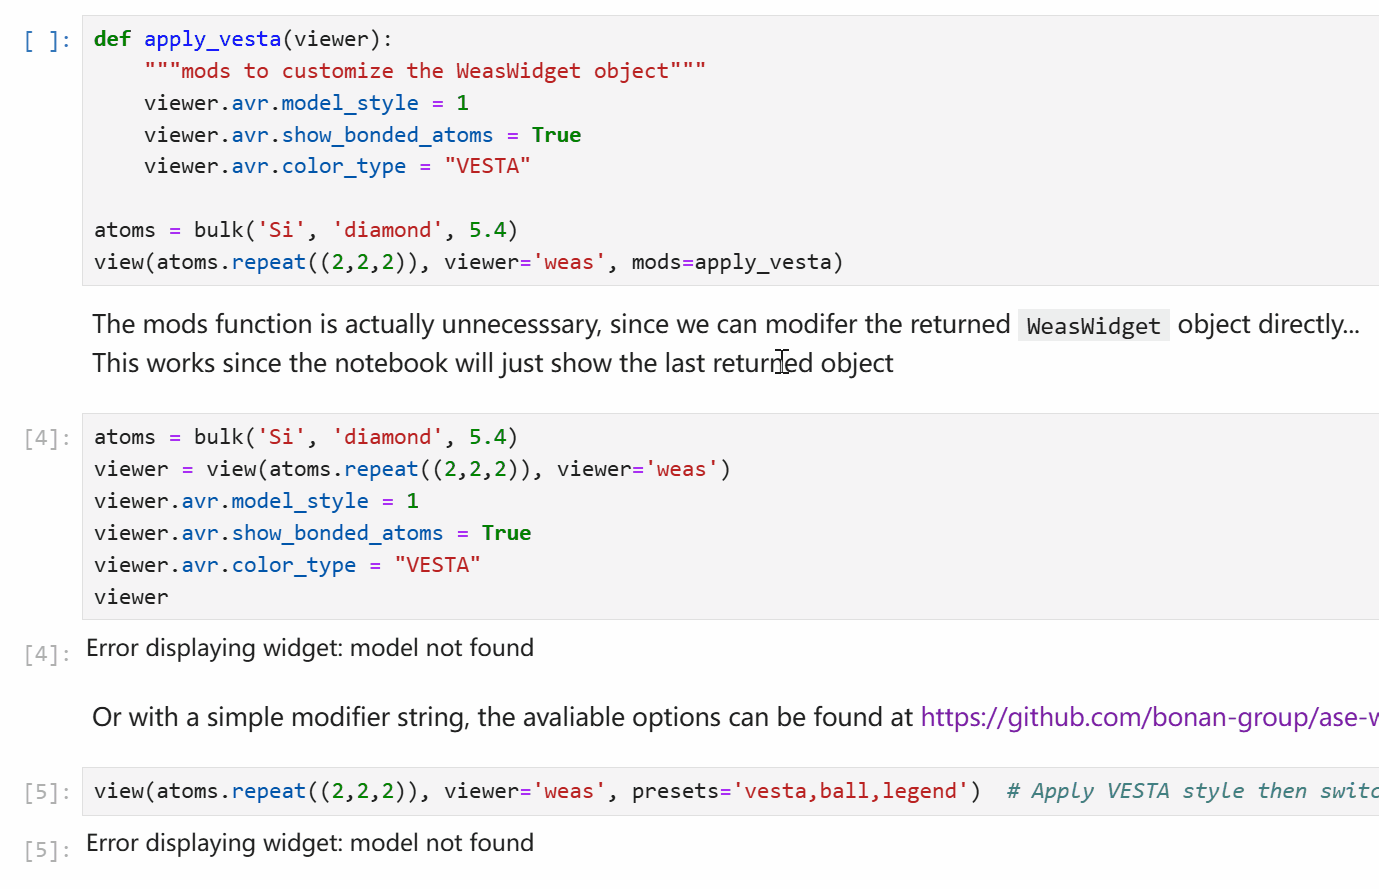 [ ]: def apply_vesta(viewer):
"""mods to customize the WeasWidget object"""
viewer.avr.model_style = 1
viewer.avr.show_bonded_atoms = True
viewer.avr.color_type = "VESTA"
atoms = bulk('Si', 'diamond', 5.4)
view(atoms.repeat((2,2,2)), viewer='weas', mods=apply_vesta)
The mods function is actually unnecesssary, since we can modifer the returned WeasWidget object directly...
This works since the notebook will just show the last returned object
[4]: atoms = bulk('Si', 'diamond', 5.4)
viewer = view(atoms.repeat((2,2,2)), viewer='weas')
viewer.avr.model_style = 1
viewer.avr.show_bonded_atoms = True
viewer.avr.color_type = "VESTA"
viewer
[4]: Error displaying widget: model not found
Or with a simple modifier string, the avaliable options can be found at https://github.com/bonan-group/ase-w
[5]: view(atoms.repeat((2,2,2)), viewer='weas', presets='vesta,ball,legend')  # Apply VESTA style then switc
[5]: Error displaying widget: model not found